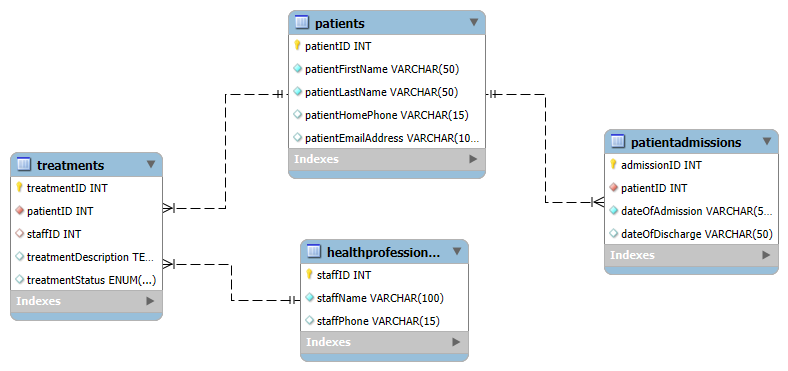 patients
patientID INT
patientFirstName VARCHAR(50)
patientLastName VARCHAR(50)
patientHomePhone VARCHAR(15)
patientEmailAddress VARCHAR(10...
Indexes
treatments
treatmentID INT
patientID INT
staffID INT
treatmentDescription TE...
treatmentStatus ENUM(...)
Indexes
healthprofession...
staffID INT
staffName VARCHAR(100)
staffPhone VARCHAR(15)
Indexes
patientadmissions
admissionID INT
patientID INT
dateOfAdmission VARCHAR(5...
dateOfDischarge VARCHAR(50)
Indexes